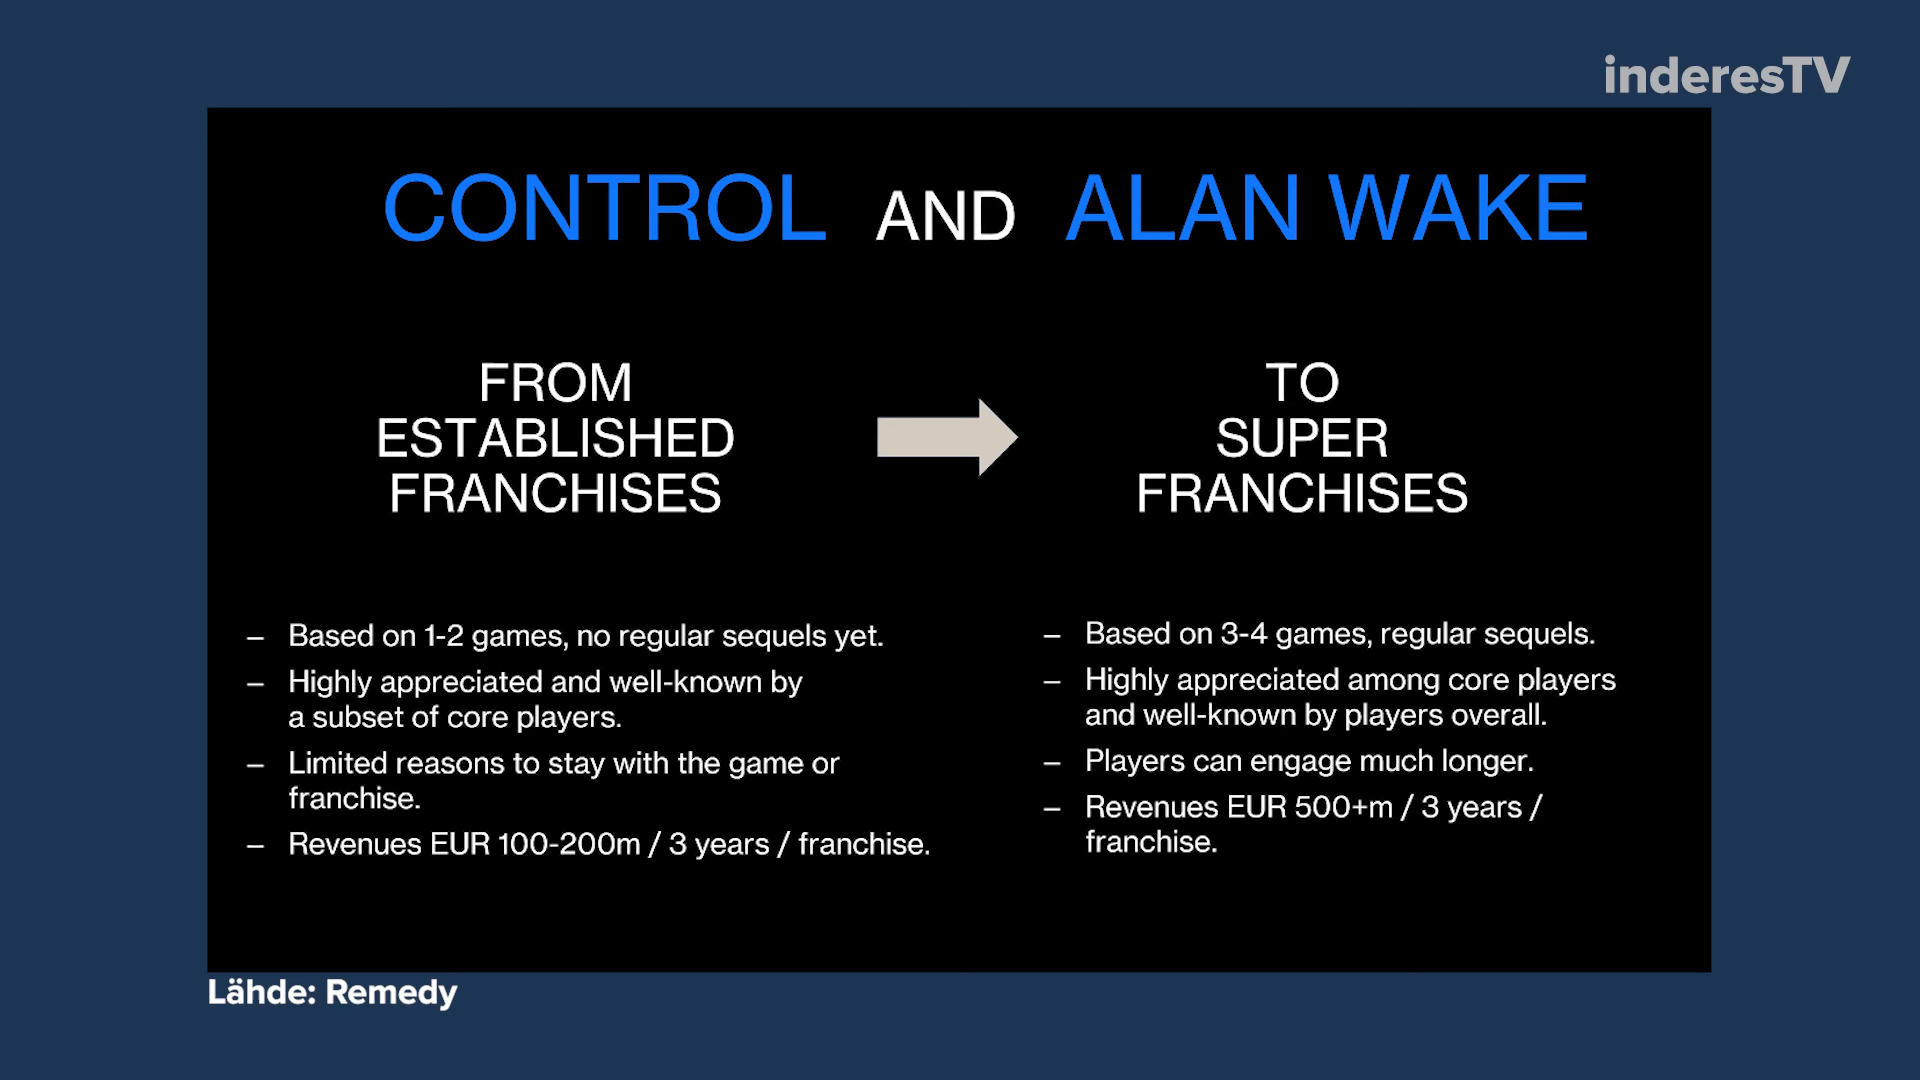 inderesTV
CONTROL AND ALAN WAKE
FROM
ESTABLISHED
FRANCHISES
TO
SUPER
FRANCHISES
– Based on 1-2 games, no regular sequels yet.
– Highly appreciated and well-known by
a subset of core players.
– Limited reasons to stay with the game or
franchise.
– Revenues EUR 100-200m / 3 years / franchise.
– Based on 3-4 games, regular sequels.
– Highly appreciated among core players
and well-known by players overall.
– Players can engage much longer.
– Revenues EUR 500+m / 3 years /
franchise.
Lähde: Remedy